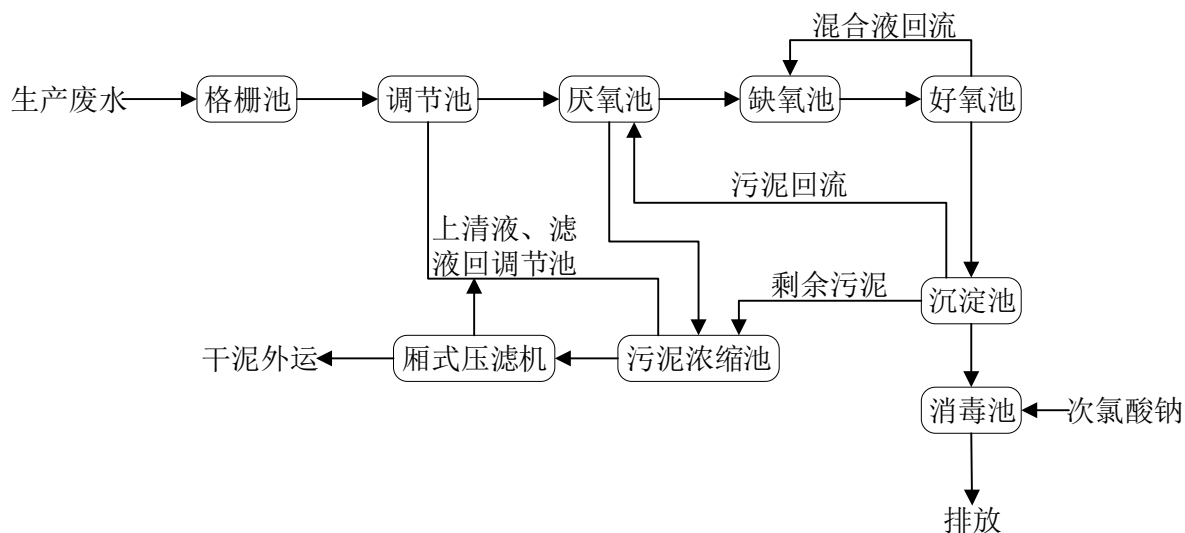 混合液回流
生产废水
格栅池
调节池
厌氧池
缺氧池
好氧池
污泥回流
上清液、滤
液回调节池
剩余污泥
沉淀池
干泥外运
厢式压滤机
污泥浓缩池
消毒池
次氯酸钠
排放